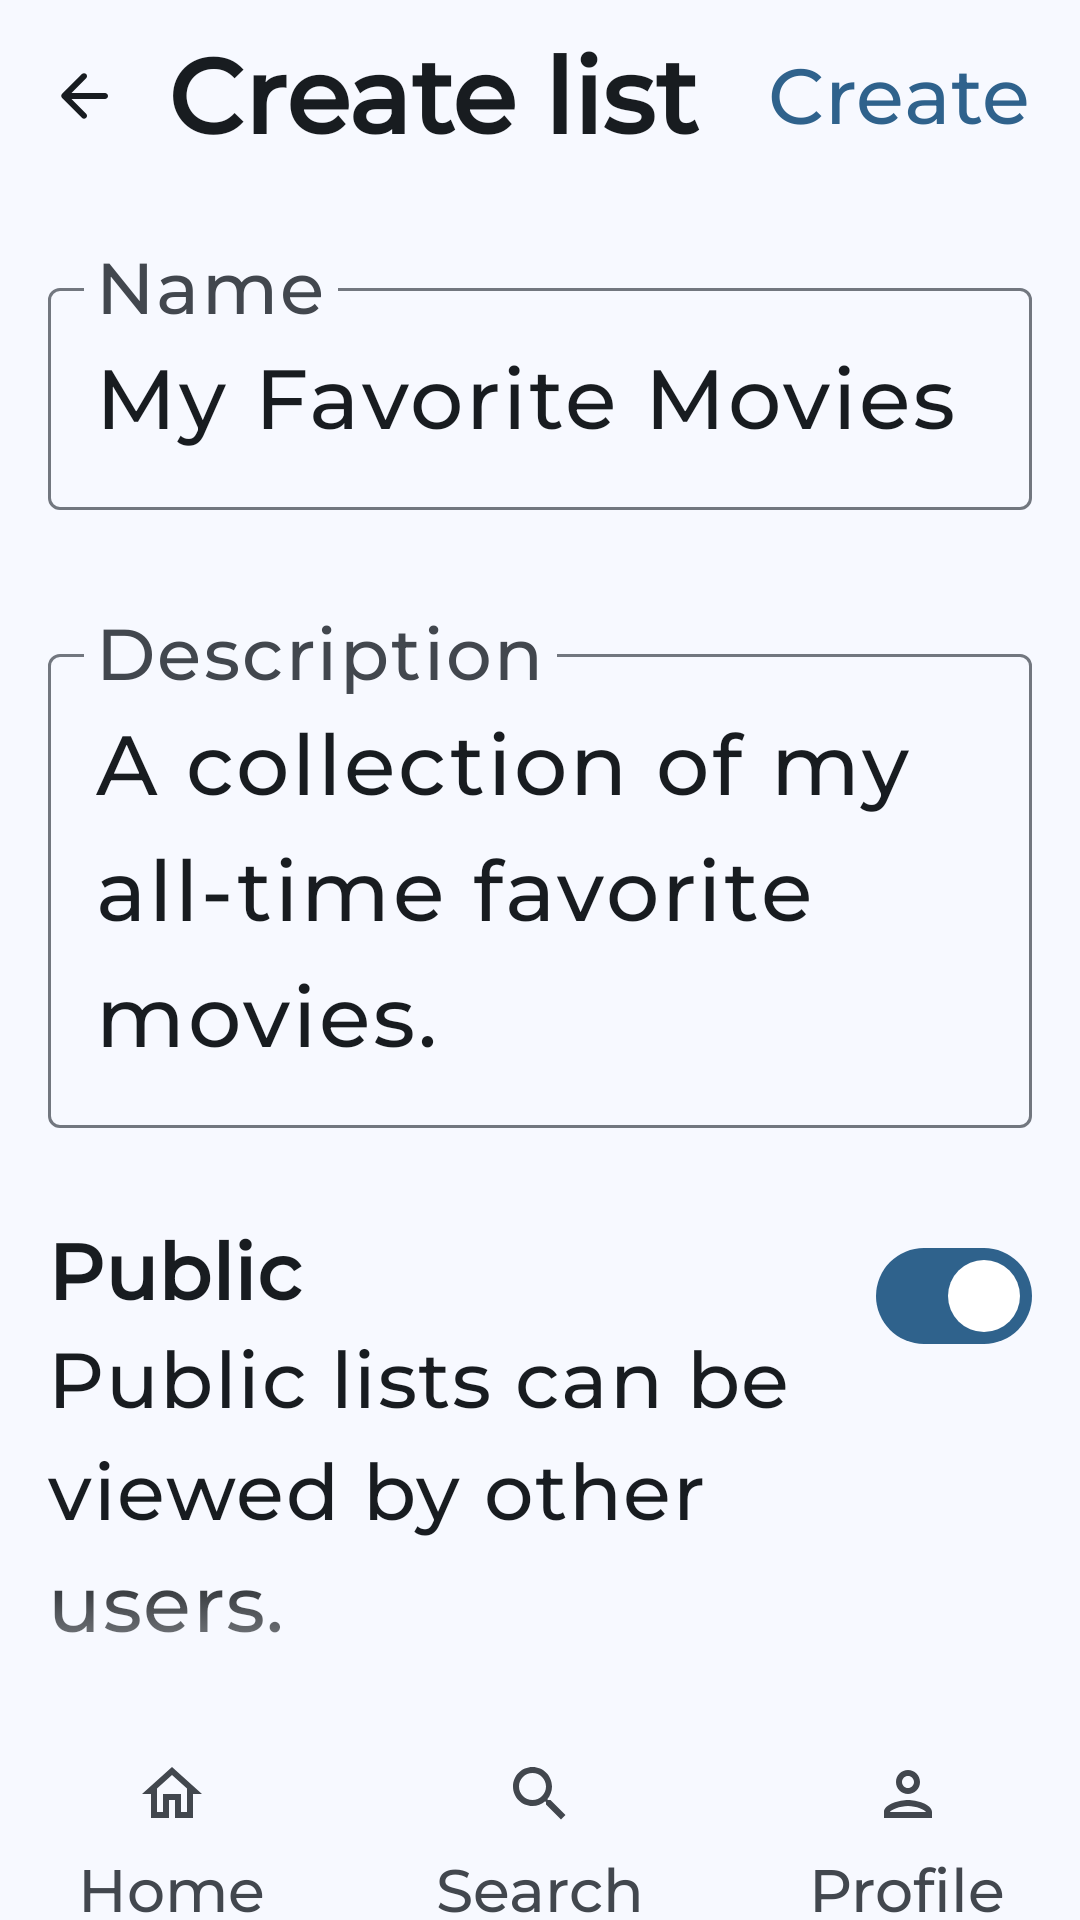 Create list
Create
Name
My Favorite Movies
Description
A collection of my
all-time favorite
movies.
Public
Public lists can be
viewed by other
users.
Home
Search
Profile